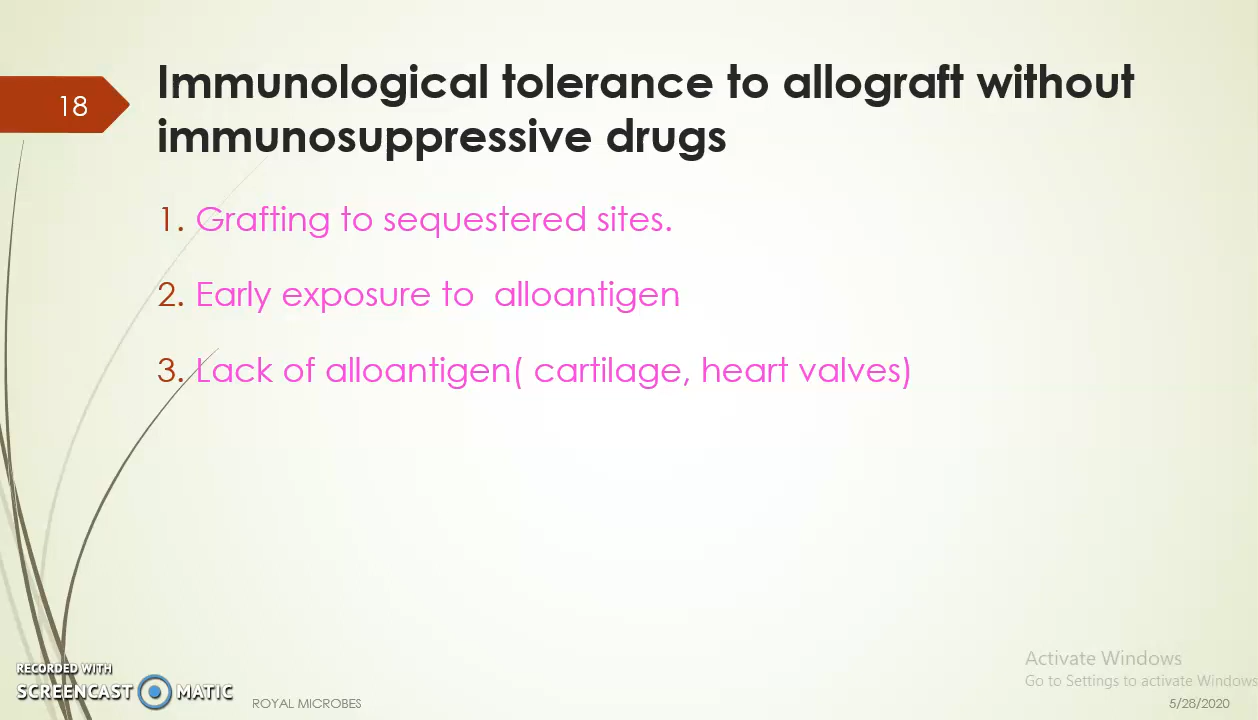 18
Immunological tolerance to allograft without
immunosuppressive drugs
1. Grafting to sequestered sites.
2. Early exposure to  alloantigen
3. Lack of alloantigen( cartilage, heart valves)
Activate Windows
Go to Settings to activate Windows
RECORDED WITH
SCREENCAST MATIC
ROYAL MICROBES
5/28/2020